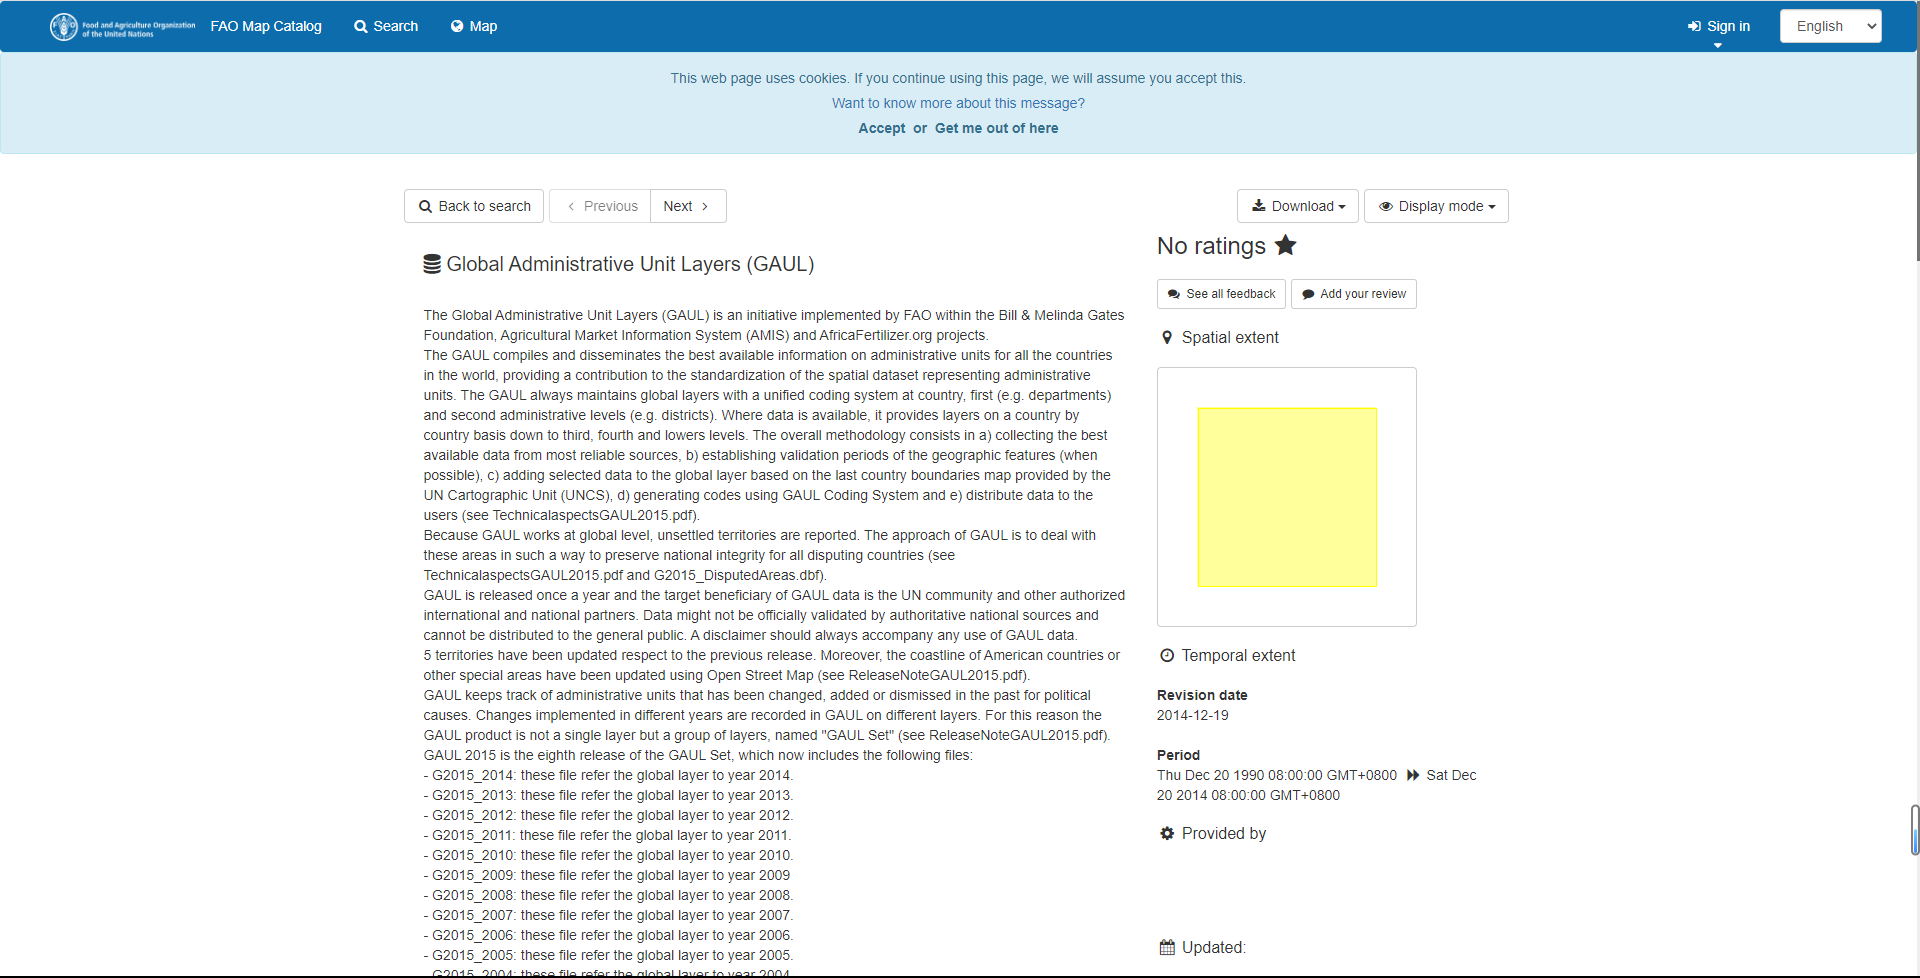 Food and Agriculture Organization
of the United Nations
FAO Map Catalog
Search
Map
Sign in
English
This web page uses cookies. If you continue using this page, we will assume you accept this.
Want to know more about this message?
Accept or Get me out of here
Back to search
Previous
Next
Download
Display mode
Global Administrative Unit Layers (GAUL)
The Global Administrative Unit Layers (GAUL) is an initiative implemented by FAO within the Bill & Melinda Gates
Foundation, Agricultural Market Information System (AMIS) and AfricaFertilizer.org projects.
The GAUL compiles and disseminates the best available information on administrative units for all the countries
in the world, providing a contribution to the standardization of the spatial dataset representing administrative
units. The GAUL always maintains global layers with a unified coding system at country, first (e.g. departments)
and second administrative levels (e.g. districts). Where data is available, it provides layers on a country by
country basis down to third, fourth and lowers levels. The overall methodology consists in a) collecting the best
available data from most reliable sources, b) establishing validation periods of the geographic features (when
possible), c) adding selected data to the global layer based on the last country boundaries map provided by the
UN Cartographic Unit (UNCS), d) generating codes using GAUL Coding System and e) distribute data to the
users (see TechnicalaspectsGAUL2015.pdf).
Because GAUL works at global level, unsettled territories are reported. The approach of GAUL is to deal with
these areas in such a way to preserve national integrity for all disputing countries (see
TechnicalaspectsGAUL2015.pdf and G2015_DisputedAreas.dbf).
GAUL is released once a year and the target beneficiary of GAUL data is the UN community and other authorized
international and national partners. Data might not be officially validated by authoritative national sources and
cannot be distributed to the general public. A disclaimer should always accompany any use of GAUL data.
5 territories have been updated respect to the previous release. Moreover, the coastline of American countries or
other special areas have been updated using Open Street Map (see ReleaseNoteGAUL2015.pdf).
GAUL keeps track of administrative units that has been changed, added or dismissed in the past for political
causes. Changes implemented in different years are recorded in GAUL on different layers. For this reason the
GAUL product is not a single layer but a group of layers, named "GAUL Set" (see ReleaseNoteGAUL2015.pdf).
GAUL 2015 is the eighth release of the GAUL Set, which now includes the following files:
- G2015_2014: these file refer the global layer to year 2014.
- G2015_2013: these file refer the global layer to year 2013.
- G2015_2012: these file refer the global layer to year 2012.
- G2015_2011: these file refer the global layer to year 2011.
- G2015_2010: these file refer the global layer to year 2010.
- G2015_2009: these file refer the global layer to year 2009
- G2015_2008: these file refer the global layer to year 2008.
- G2015_2007: these file refer the global layer to year 2007.
- G2015_2006: these file refer the global layer to year 2006.
- G2015_2005: these file refer the global layer to year 2005.
- G2015_2004: these file refer the global layer to year 2004.
No ratings
See all feedback
Add your review
Spatial extent
Temporal extent
Revision date
2014-12-19
Period
Thu Dec 20 1990 08:00:00 GMT+0800 Sat Dec
20 2014 08:00:00 GMT+0800
Provided by
Updated: